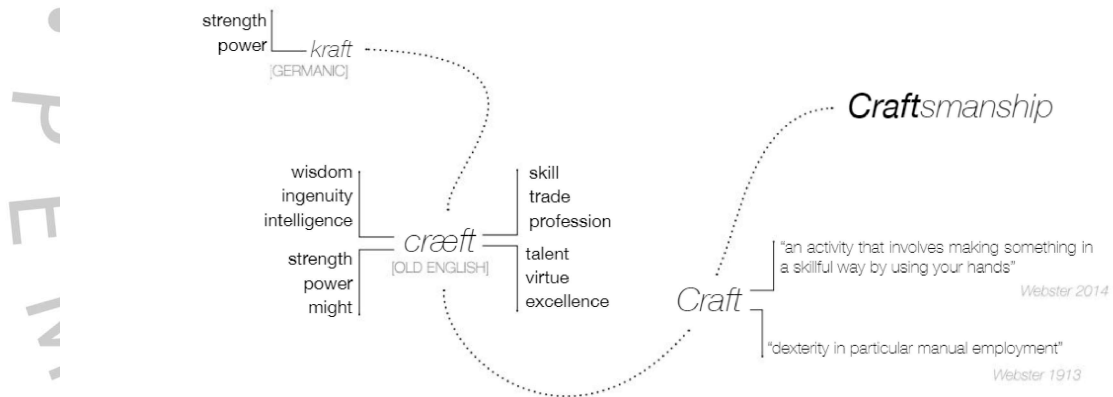 strength
power
kraft
[GERMANIC]
wisdom
ingenuity
intelligence
strength
power
might
cræft
[OLD ENGLISH]
skill
trade
profession
talent
virtue
excellence
Craft
"an activity that involves making something in
a skillful way by using your hands"
Webster 2014
"dexterity in particular manual employment"
Webster 1913
Craftsmanship
P E N